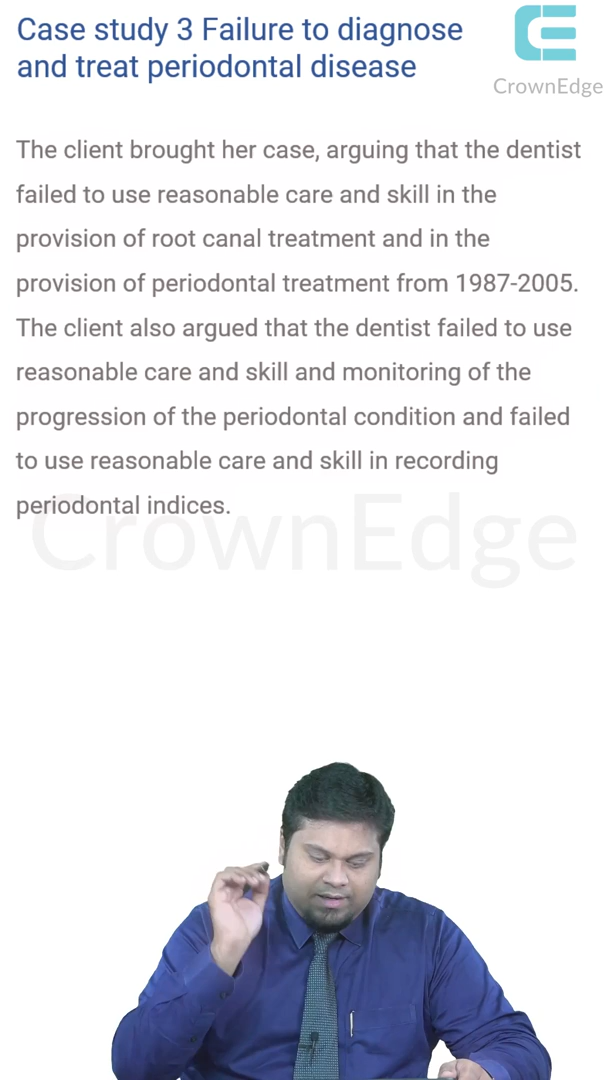 Case study 3 Failure to diagnose
and treat periodontal disease
CrownEdge
The client brought her case, arguing that the dentist
failed to use reasonable care and skill in the
provision of root canal treatment and in the
provision of periodontal treatment from 1987-2005.
The client also argued that the dentist failed to use
reasonable care and skill and monitoring of the
progression of the periodontal condition and failed
to use reasonable care and skill in recording
periodontal indices.
CrownEdge